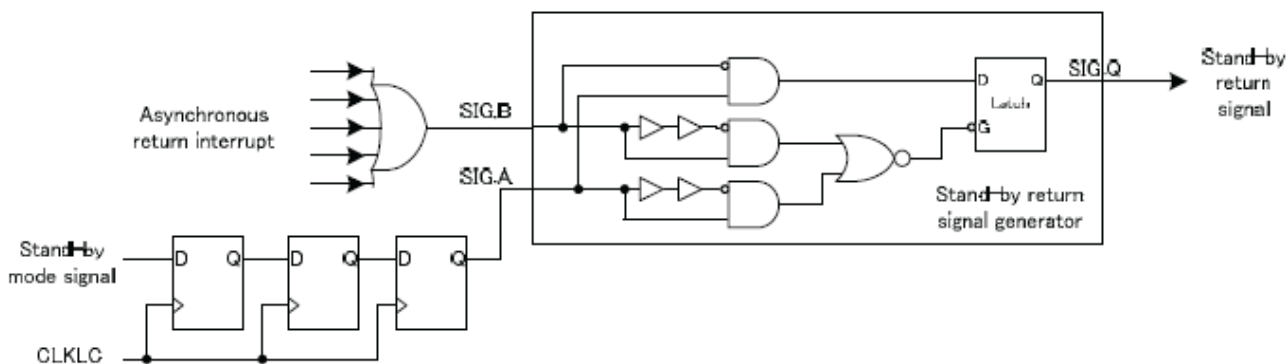 Asynchronous
return interrupt
SIG.B
SIG.A
D Q
Latch
G
SIG.Q
Stand-by
return
signal
Stand-by return
signal generator
Stand-by
mode signal
D Q
D Q
D Q
CLKLC